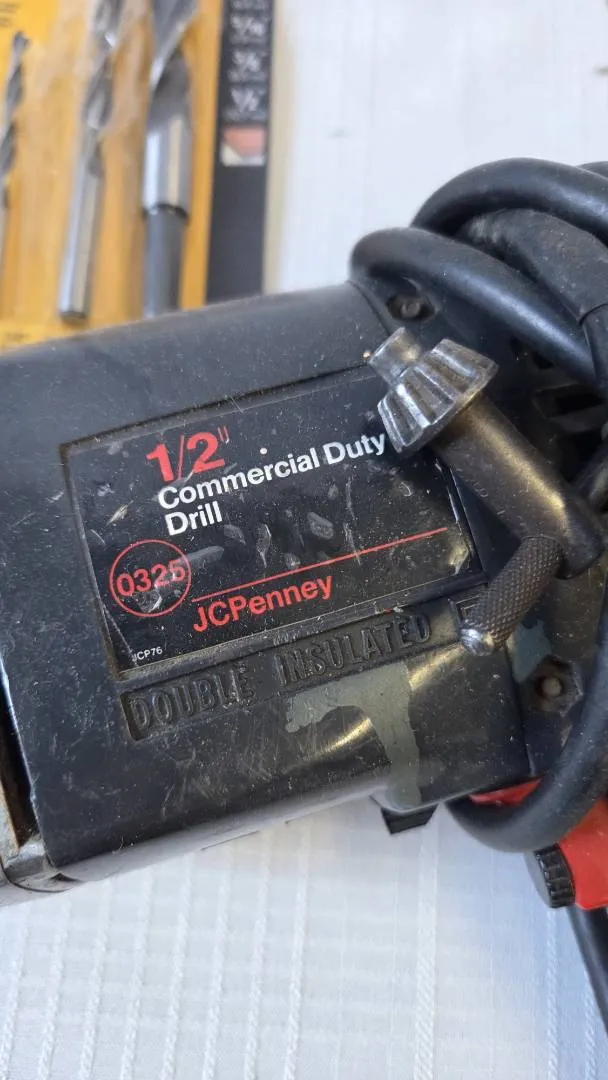 1/2"
Commercial Duty
Drill
0325
JCPenney
JCP76
DOUBLE INSULATED